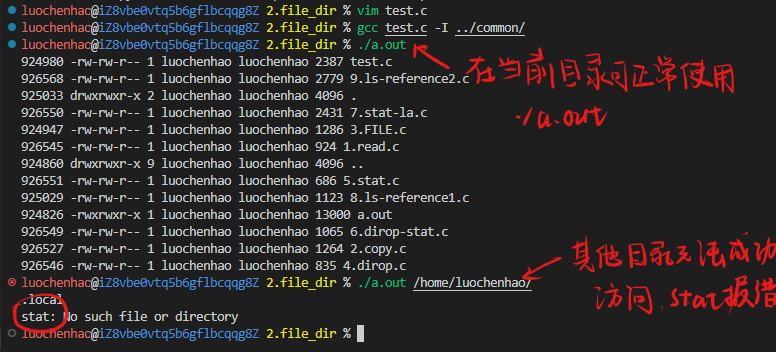 luochenhao@iZ8vbe0vtq5b6gflbcqqg8Z 2.file_dir % vim test.c
luochenhao@iZ8vbe0vtq5b6gflbcqqg8Z 2.file_dir % gcc test.c -I ../common/
luochenhao@iZ8vbe0vtq5b6gflbcqqg8Z 2.file_dir % ./a.out
924980 -rw-rw-r-- 1 luochenhao luochenhao 2387 test.c
926568 -rw-rw-r-- 1 luochenhao luochenhao 2779 9.ls-reference2.c
925033 drwxrwxr-x 2 luochenhao luochenhao 4096 .
926550 -rw-rw-r-- 1 luochenhao luochenhao 2431 7.stat-la.c
924947 -rw-rw-r-- 1 luochenhao luochenhao 1286 3.FILE.c
926545 -rw-rw-r-- 1 luochenhao luochenhao 924 1.read.c
924860 drwxrwxr-x 9 luochenhao luochenhao 4096 ..
926551 -rw-rw-r-- 1 luochenhao luochenhao 686 5.stat.c
925029 -rw-rw-r-- 1 luochenhao luochenhao 1123 8.ls-reference1.c
924826 -rwxrwxr-x 1 luochenhao luochenhao 13000 a.out
926549 -rw-rw-r-- 1 luochenhao luochenhao 1065 6.dirop-stat.c
926527 -rw-rw-r-- 1 luochenhao luochenhao 1264 2.copy.c
926546 -rw-rw-r-- 1 luochenhao luochenhao 835 4.dirop.c
luochenhao@iZ8vbe0vtq5b6gflbcqqg8Z 2.file_dir % ./a.out /home/luochenhao/
.local
stat: No such file or directory
luochenhao@iZ8vbe0vtq5b6gflbcqqg8Z 2.file_dir %
在当前目录可正常使用
./a.out
其他目录无法成功
访问.stat报错